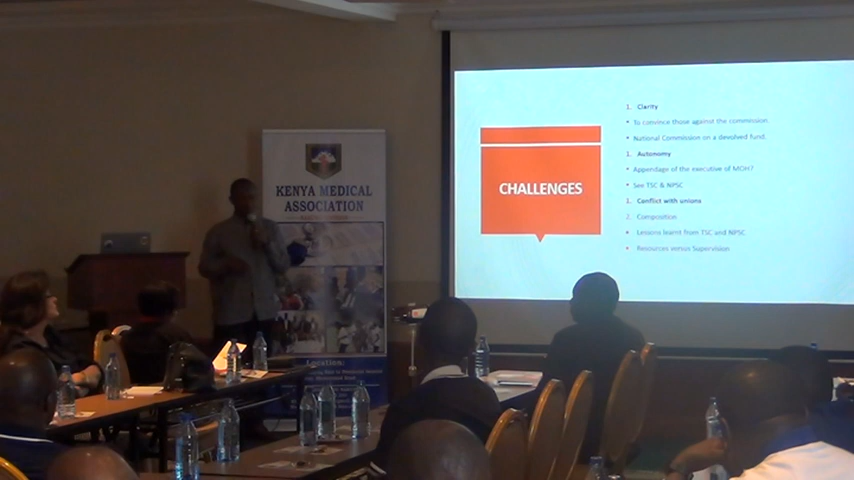 KENYA MEDICAL
ASSOCIATION
Location:
CHALLENGES
1. Clarity
• To convince those against the commission.
• National Commission on a devolved fund.
1. Autonomy
• Appendage of the executive of MOH?
• See TSC & NPSC
1. Conflict with unions
2. Composition.
• Lessons learnt from TSC and NPSC
• Resources versus Supervision.